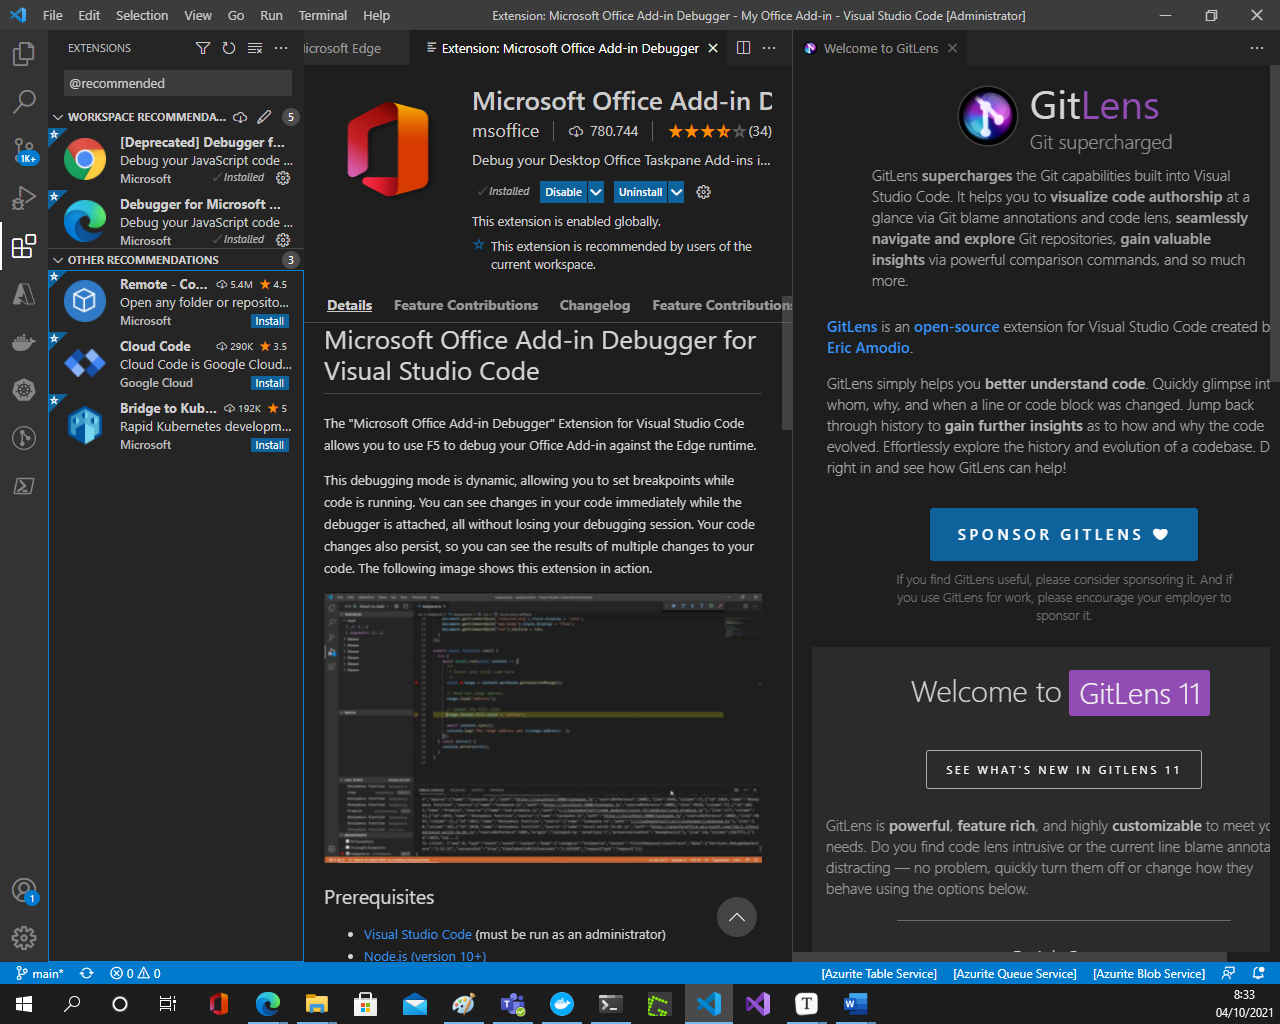 File Edit Selection View Go Run Terminal Help
Extension: Microsoft Office Add-in Debugger - My Office Add-in - Visual Studio Code [Administrator]
EXTENSIONS
@recommended
WORKSPACE RECOMMENDA... 5
[Deprecated] Debugger f...
Debug your JavaScript code ...
Microsoft Installed
Debugger for Microsoft ...
Debug your JavaScript code ...
Microsoft Installed
OTHER RECOMMENDATIONS 3
Remote - Co... 5.4M 4.5
Open any folder or reposito...
Microsoft Install
Cloud Code 290K 3.5
Cloud Code is Google Cloud...
Google Cloud Install
Bridge to Kub... 192K 5
Rapid Kubernetes developm...
Microsoft Install
1K+
1
icrosoft Edge
Extension: Microsoft Office Add-in Debugger
Microsoft Office Add-in D
msoffice 780.744 (34)
Debug your Desktop Office Taskpane Add-ins i...
Installed Disable Uninstall
This extension is enabled globally.
This extension is recommended by users of the
current workspace.
Details Feature Contributions Changelog Feature Contributions
Microsoft Office Add-in Debugger for
Visual Studio Code
The "Microsoft Office Add-in Debugger" Extension for Visual Studio Code
allows you to use F5 to debug your Office Add-in against the Edge runtime.
This debugging mode is dynamic, allowing you to set breakpoints while
code is running. You can see changes in your code immediately while the
debugger is attached, all without losing your debugging session. Your code
changes also persist, so you can see the results of multiple changes to your
code. The following image shows this extension in action.
Prerequisites
Visual Studio Code (must be run as an administrator)
Node.js (version 10+)
Welcome to GitLens
GitLens
Git supercharged
GitLens supercharges the Git capabilities built into Visual
Studio Code. It helps you to visualize code authorship at a
glance via Git blame annotations and code lens, seamlessly
navigate and explore Git repositories, gain valuable
insights via powerful comparison commands, and so much
more.
GitLens is an open-source extension for Visual Studio Code created b
Eric Amodio.
GitLens simply helps you better understand code. Quickly glimpse int
whom, why, and when a line or code block was changed. Jump back
through history to gain further insights as to how and why the code
evolved. Effortlessly explore the history and evolution of a codebase. D
right in and see how GitLens can help!
SPONSOR GITLENS
If you find GitLens useful, please consider sponsoring it. And if
you use GitLens for work, please encourage your employer to
sponsor it.
Welcome to GitLens 11
SEE WHAT'S NEW IN GITLENS 11
GitLens is powerful, feature rich, and highly customizable to meet yo
needs. Do you find code lens intrusive or the current line blame annota
distracting — no problem, quickly turn them off or change how they
behave using the options below.
main* 0 0
[Azurite Table Service] [Azurite Queue Service] [Azurite Blob Service]
8:33
04/10/2021